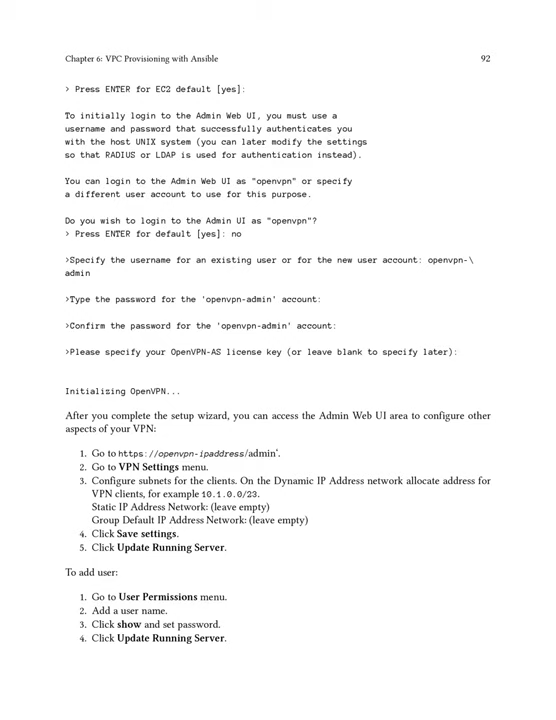 Chapter 6: VPC Provisioning with Ansible 92
> Press ENTER for EC2 default [yes]:
To initially login to the Admin Web UI, you must use a
username and password that successfully authenticates you
with the host UNIX system (you can later modify the settings
so that RADIUS or LDAP is used for authentication instead).
You can login to the Admin Web UI as "openvpn" or specify
a different user account to use for this purpose.
Do you wish to login to the Admin UI as "openvpn"?
> Press ENTER for default [yes]: no
>Specify the username for an existing user or for the new user account: openvpn-\
admin
>Type the password for the 'openvpn-admin' account:
>Confirm the password for the 'openvpn-admin' account:
>Please specify your OpenVPN-AS license key (or leave blank to specify later):
Initializing OpenVPN...
After you complete the setup wizard, you can access the Admin Web UI area to configure other
aspects of your VPN:
1. Go to https://openvpn-ipaddress/admin'.
2. Go to VPN Settings menu.
3. Configure subnets for the clients. On the Dynamic IP Address network allocate address for
VPN clients, for example 10.1.0.0/23.
Static IP Address Network: (leave empty)
Group Default IP Address Network: (leave empty)
4. Click Save settings.
5. Click Update Running Server.
To add user:
1. Go to User Permissions menu.
2. Add a user name.
3. Click show and set password.
4. Click Update Running Server.